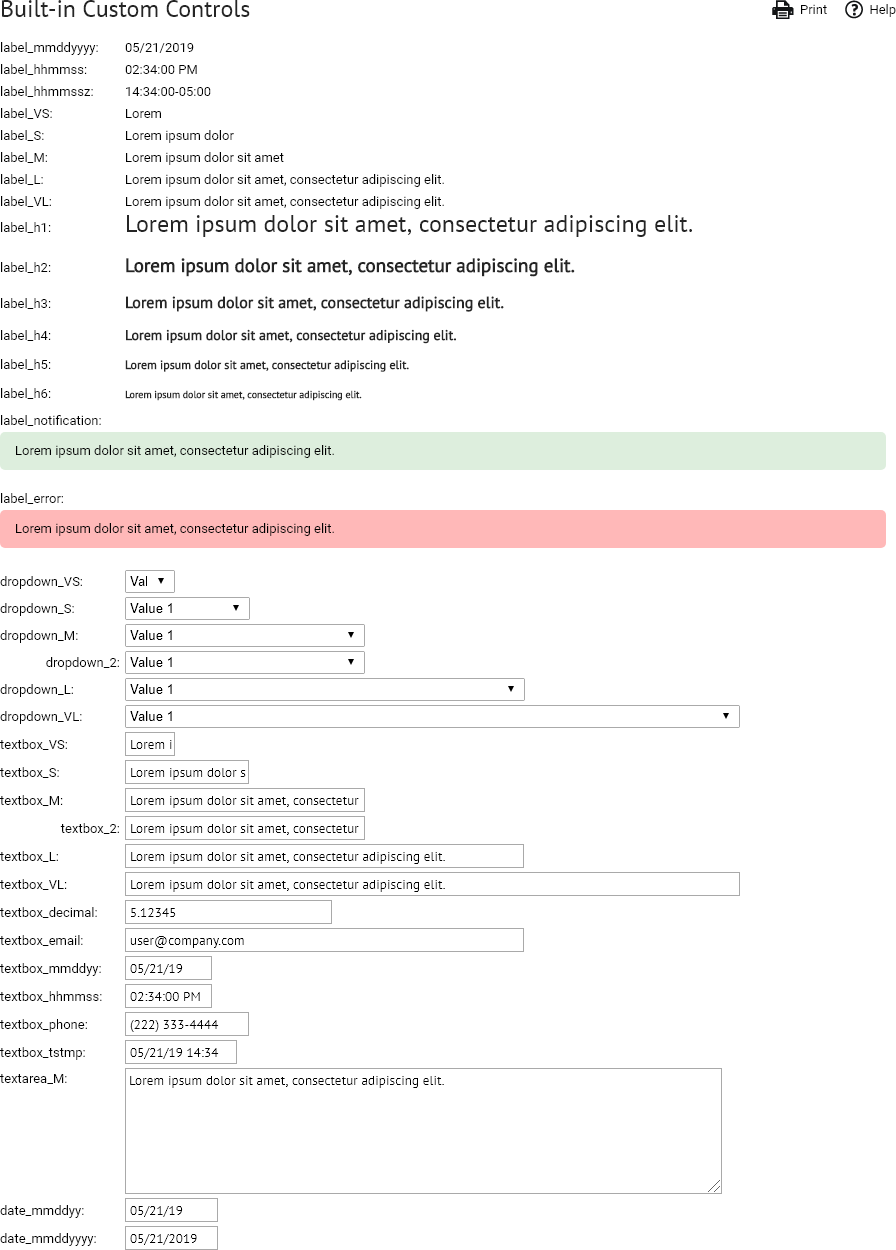 Built-in Custom Controls Print Help
label_mmddyyyy: 05/21/2019
label_hhmmss: 02:34:00 PM
label_hhmmssz: 14:34:00-05:00
label_VS: Lorem
label_S: Lorem ipsum dolor
label_M: Lorem ipsum dolor sit amet
label_L: Lorem ipsum dolor sit amet, consectetur adipiscing elit.
label_VL: Lorem ipsum dolor sit amet, consectetur adipiscing elit.
label_h1: Lorem ipsum dolor sit amet, consectetur adipiscing elit.
label_h2: Lorem ipsum dolor sit amet, consectetur adipiscing elit.
label_h3: Lorem ipsum dolor sit amet, consectetur adipiscing elit.
label_h4: Lorem ipsum dolor sit amet, consectetur adipiscing elit.
label_h5: Lorem ipsum dolor sit amet, consectetur adipiscing elit.
label_h6: Lorem ipsum dolor sit amet, consectetur adipiscing elit.
label_notification:
Lorem ipsum dolor sit amet, consectetur adipiscing elit.
label_error:
Lorem ipsum dolor sit amet, consectetur adipiscing elit.
dropdown_VS: Val
dropdown_S: Value 1
dropdown_M: Value 1
dropdown_2: Value 1
dropdown_L: Value 1
dropdown_VL: Value 1
textbox_VS: Lorem i
textbox_S: Lorem ipsum dolor s
textbox_M: Lorem ipsum dolor sit amet, consectetur
textbox_2: Lorem ipsum dolor sit amet, consectetur
textbox_L: Lorem ipsum dolor sit amet, consectetur adipiscing elit.
textbox_VL: Lorem ipsum dolor sit amet, consectetur adipiscing elit.
textbox_decimal: 5.12345
textbox_email: user@company.com
textbox_mmddyy: 05/21/19
textbox_hhmmss: 02:34:00 PM
textbox_phone: (222) 333-4444
textbox_tstmp: 05/21/19 14:34
textarea_M: Lorem ipsum dolor sit amet, consectetur adipiscing elit.
date_mmddyy: 05/21/19
date_mmddyyyy: 05/21/2019